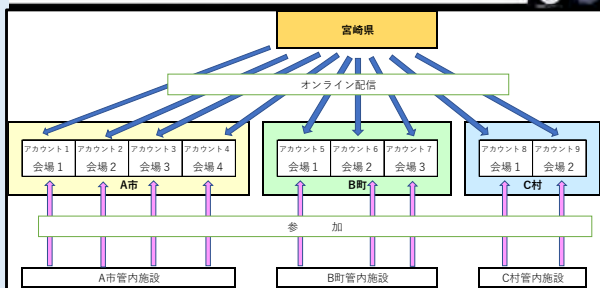 宮崎県
オンライン配信
アカウント1 アカウント2 アカウント3 アカウント4
会場1 会場2 会場3 会場4
A市
アカウント5 アカウント6 アカウント7
会場1 会場2 会場3
B町
アカウント8 アカウント9
会場1 会場2
C村
参 加
A市管内施設
B町管内施設
C村管内施設